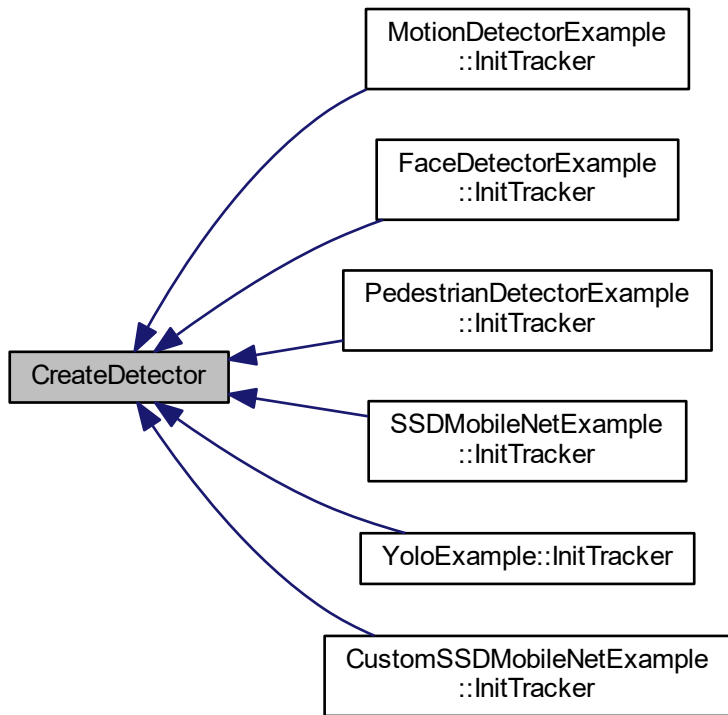 MotionDetectorExample
::InitTracker
FaceDetectorExample
::InitTracker
PedestrianDetectorExample
::InitTracker
CreateDetector
SSDMobileNetExample
::InitTracker
YoloExample::InitTracker
CustomSSDMobileNetExample
::InitTracker